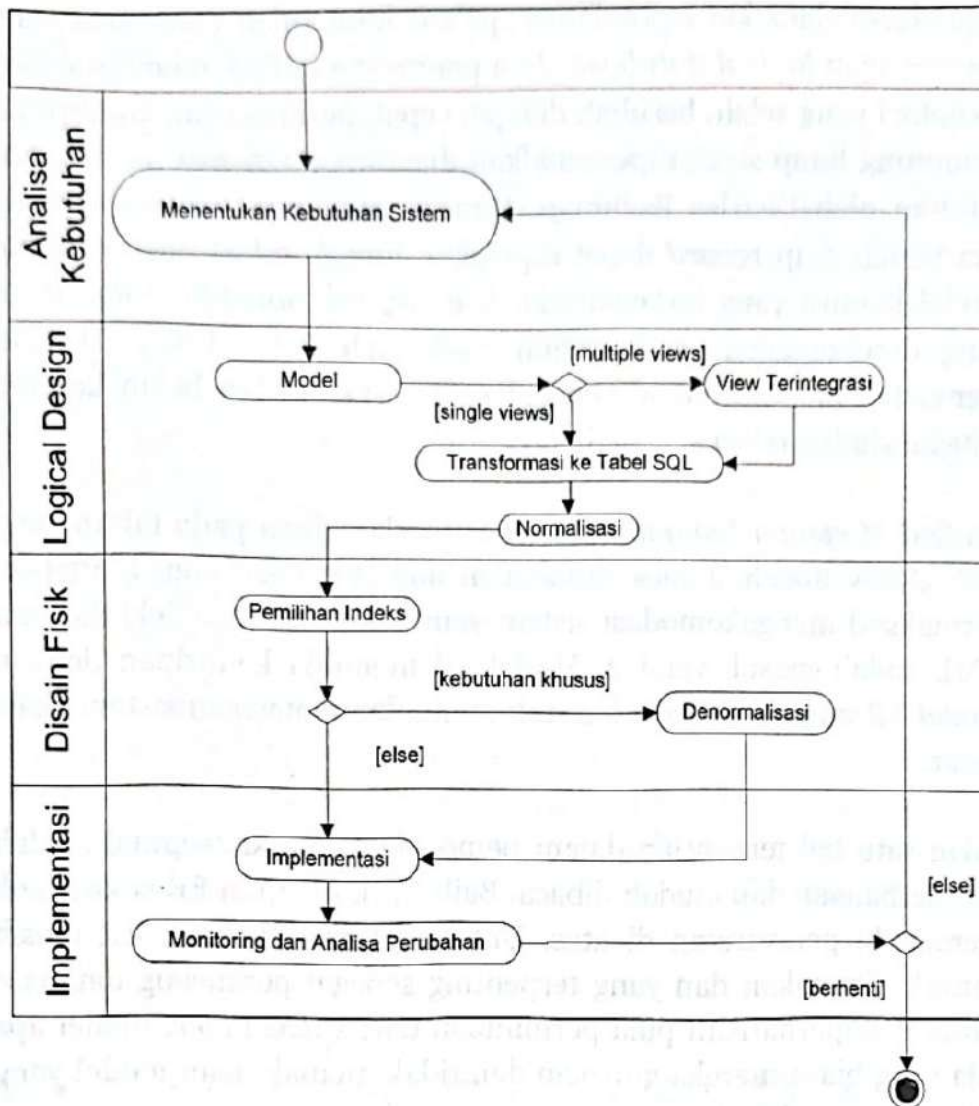 Analisa
Kebutuhan
Menentukan Kebutuhan Sistem
Logical Design
Model
[multiple views]
View Terintegrasi
[single views]
Transformasi ke Tabel SQL
Normalisasi
Disain Fisik
Pemilihan Indeks
[kebutuhan khusus]
Denormalisasi
[else]
Implementasi
Implementasi
[else]
Monitoring dan Analisa Perubahan
[berhenti]